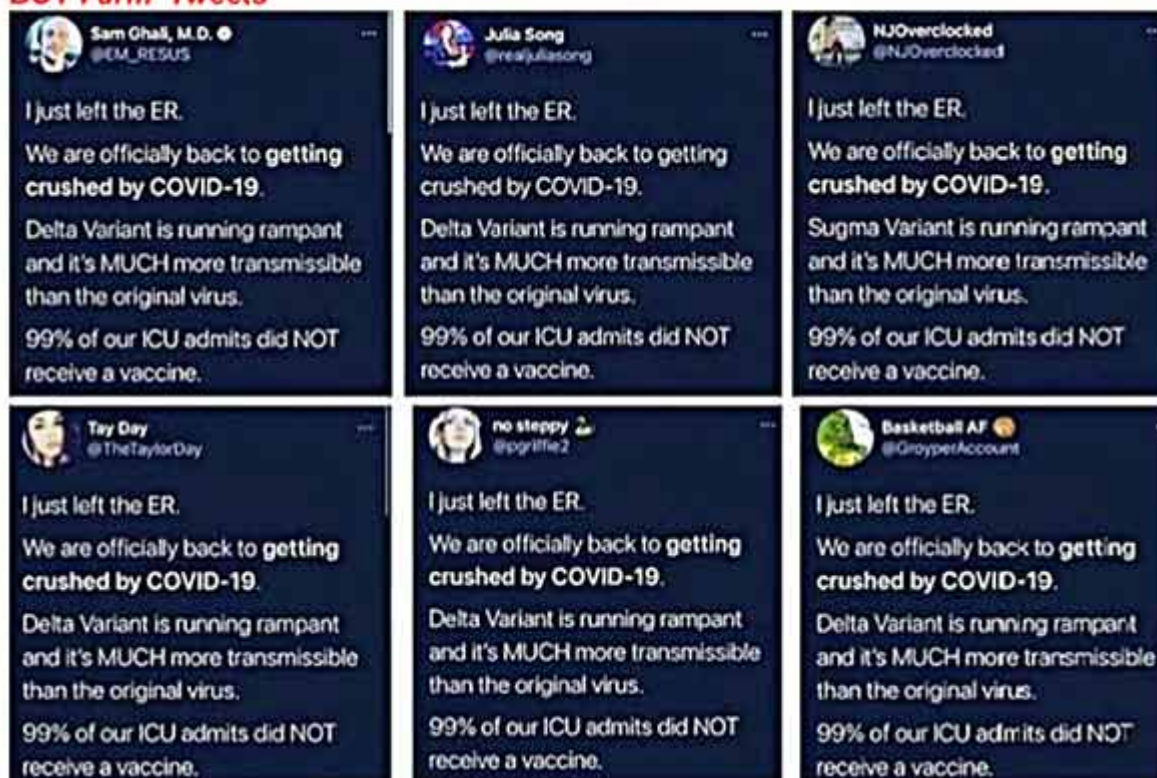 BOT Farm Tweets
Sam Ghali, M.D.
@EM_RESUS
I just left the ER.
We are officially back to getting
crushed by COVID-19.
Delta Variant is running rampant
and it's MUCH more transmissible
than the original virus.
99% of our ICU admits did NOT
receive a vaccine.
Julia Song
@realjuliasong
I just left the ER.
We are officially back to getting
crushed by COVID-19.
Delta Variant is running rampant
and it's MUCH more transmissible
than the original virus.
99% of our ICU admits did NOT
receive a vaccine.
NJOverclocked
@NJOverclocked
I just left the ER.
We are officially back to getting
crushed by COVID-19.
Sugma Variant is running rampant
and it's MUCH more transmissible
than the original virus.
99% of our ICU admits did NOT
receive a vaccine.
Tay Day
@TheTaylorDay
I just left the ER.
We are officially back to getting
crushed by COVID-19.
Delta Variant is running rampant
and it's MUCH more transmissible
than the original virus.
99% of our ICU admits did NOT
receive a vaccine.
no steppy
@pgriffie2
I just left the ER.
We are officially back to getting
crushed by COVID-19.
Delta Variant is running rampant
and it's MUCH more transmissible
than the original virus.
99% of our ICU admits did NOT
receive a vaccine.
Basketball AF
@GroyperAccount
I just left the ER.
We are officially back to getting
crushed by COVID-19.
Delta Variant is running rampant
and it's MUCH more transmissible
than the original virus.
99% of our ICU admits did NOT
receive a vaccine.